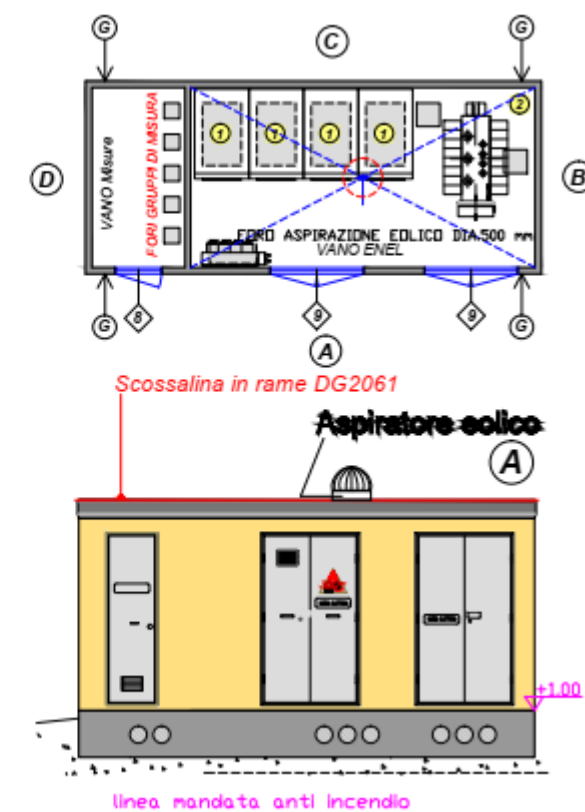 G
G
C
D
B
VANO Misure
FORI GRUPPI DI MISURA
1
1
1
1
2
FORO ASPIRAZIONE EOLICO DIA.500 mm
VANO ENEL
G
8
9
9
G
A
Scossalina in rame DG2061
Aspiratore eolico
A
+1.00
linea mandata anti incendio